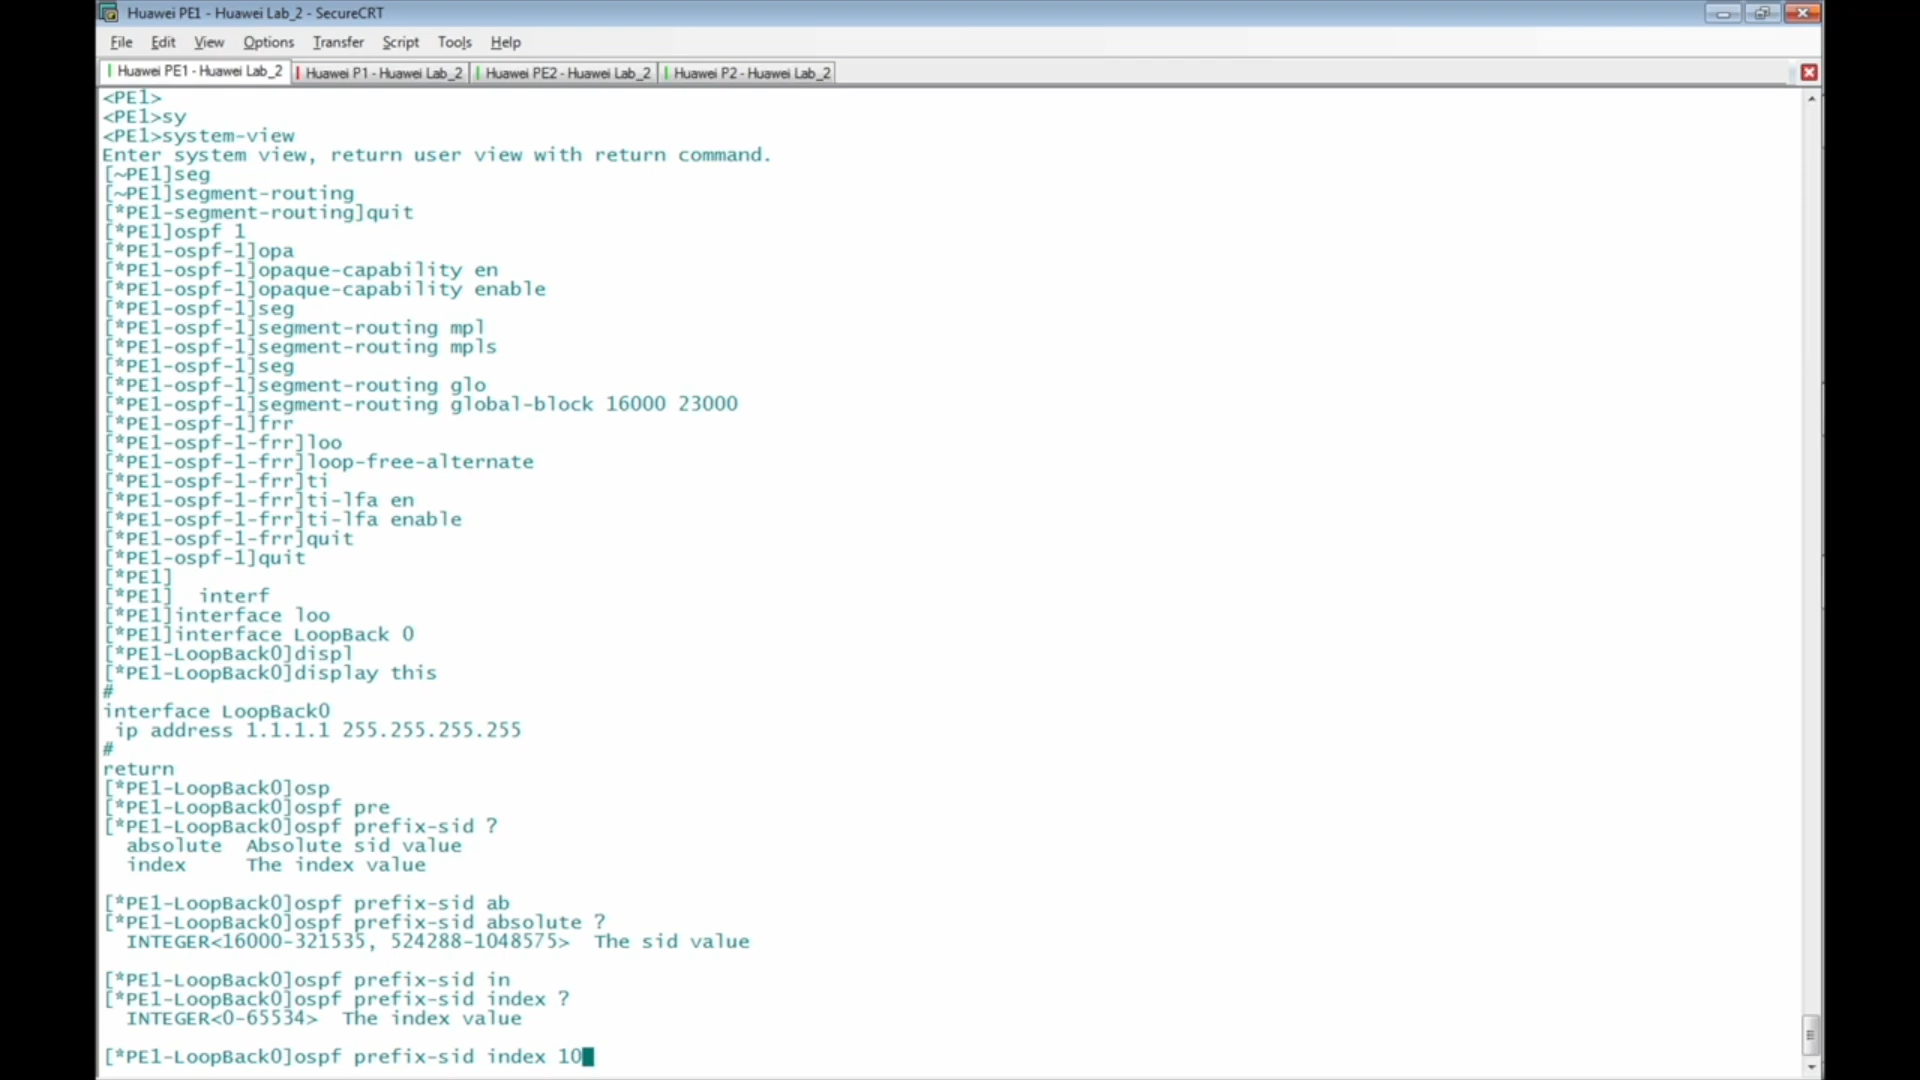 Huawei PE1 - Huawei Lab_2 - SecureCRT
File Edit View Options Transfer Script Tools Help
Huawei PE1 - Huawei Lab_2 Huawei P1 - Huawei Lab_2 Huawei PE2 - Huawei Lab_2 Huawei P2 - Huawei Lab_2
<PE1>
<PE1>sy
<PE1>system-view
Enter system view, return user view with return command.
[~PE1]seg
[~PE1]segment-routing
[*PE1-segment-routing]quit
[*PE1]ospf 1
[*PE1-ospf-1]opa
[*PE1-ospf-1]opaque-capability en
[*PE1-ospf-1]opaque-capability enable
[*PE1-ospf-1]seg
[*PE1-ospf-1]segment-routing mpl
[*PE1-ospf-1]segment-routing mpls
[*PE1-ospf-1]seg
[*PE1-ospf-1]segment-routing glo
[*PE1-ospf-1]segment-routing global-block 16000 23000
[*PE1-ospf-1]frr
[*PE1-ospf-1-frr]loo
[*PE1-ospf-1-frr]loop-free-alternate
[*PE1-ospf-1-frr]ti
[*PE1-ospf-1-frr]ti-lfa en
[*PE1-ospf-1-frr]ti-lfa enable
[*PE1-ospf-1-frr]quit
[*PE1-ospf-1]quit
[*PE1]
[*PE1]  interf
[*PE1]interface loo
[*PE1]interface LoopBack 0
[*PE1-LoopBack0]displ
[*PE1-LoopBack0]display this
#
interface LoopBack0
 ip address 1.1.1.1 255.255.255.255
#
return
[*PE1-LoopBack0]osp
[*PE1-LoopBack0]ospf pre
[*PE1-LoopBack0]ospf prefix-sid ?
  absolute  Absolute sid value
  index     The index value
[*PE1-LoopBack0]ospf prefix-sid ab
[*PE1-LoopBack0]ospf prefix-sid absolute ?
  INTEGER<16000-321535, 524288-1048575>  The sid value
[*PE1-LoopBack0]ospf prefix-sid in
[*PE1-LoopBack0]ospf prefix-sid index ?
  INTEGER<0-65534>  The index value
[*PE1-LoopBack0]ospf prefix-sid index 10